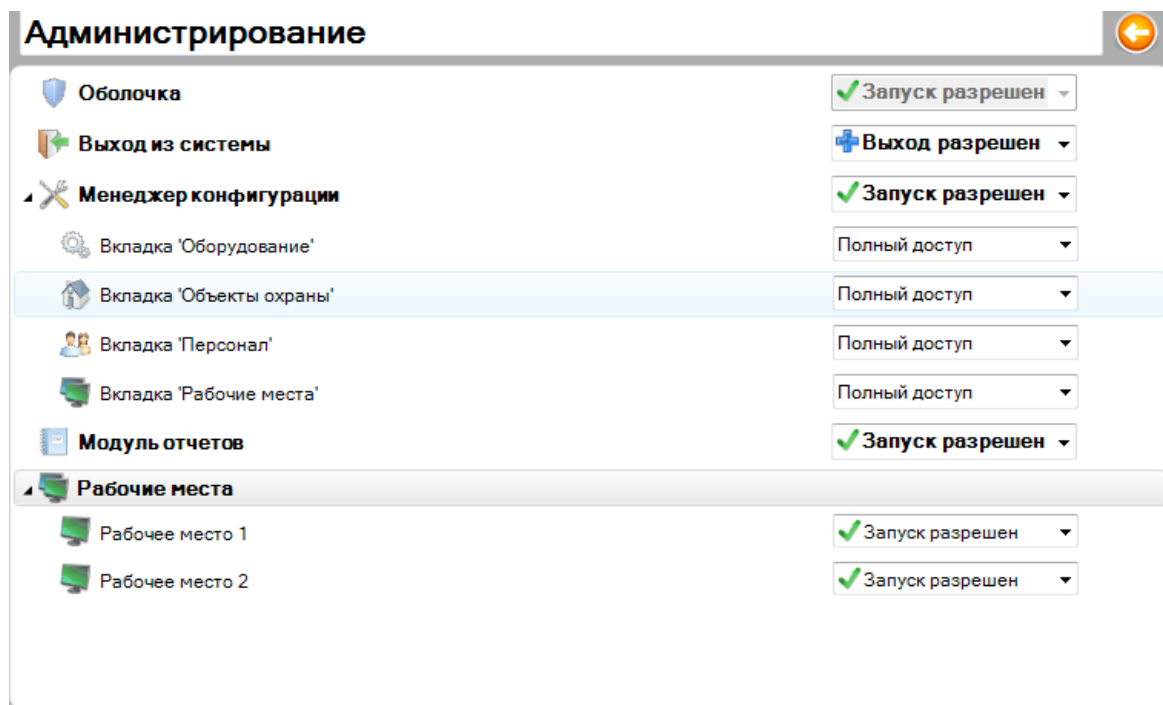 Администрирование
Оболочка Запуск разрешен
Выход из системы Выход разрешен
Менеджер конфигурации Запуск разрешен
Вкладка 'Оборудование' Полный доступ
Вкладка 'Объекты охраны' Полный доступ
Вкладка 'Персонал' Полный доступ
Вкладка 'Рабочие места' Полный доступ
Модуль отчетов Запуск разрешен
Рабочие места
Рабочее место 1 Запуск разрешен
Рабочее место 2 Запуск разрешен